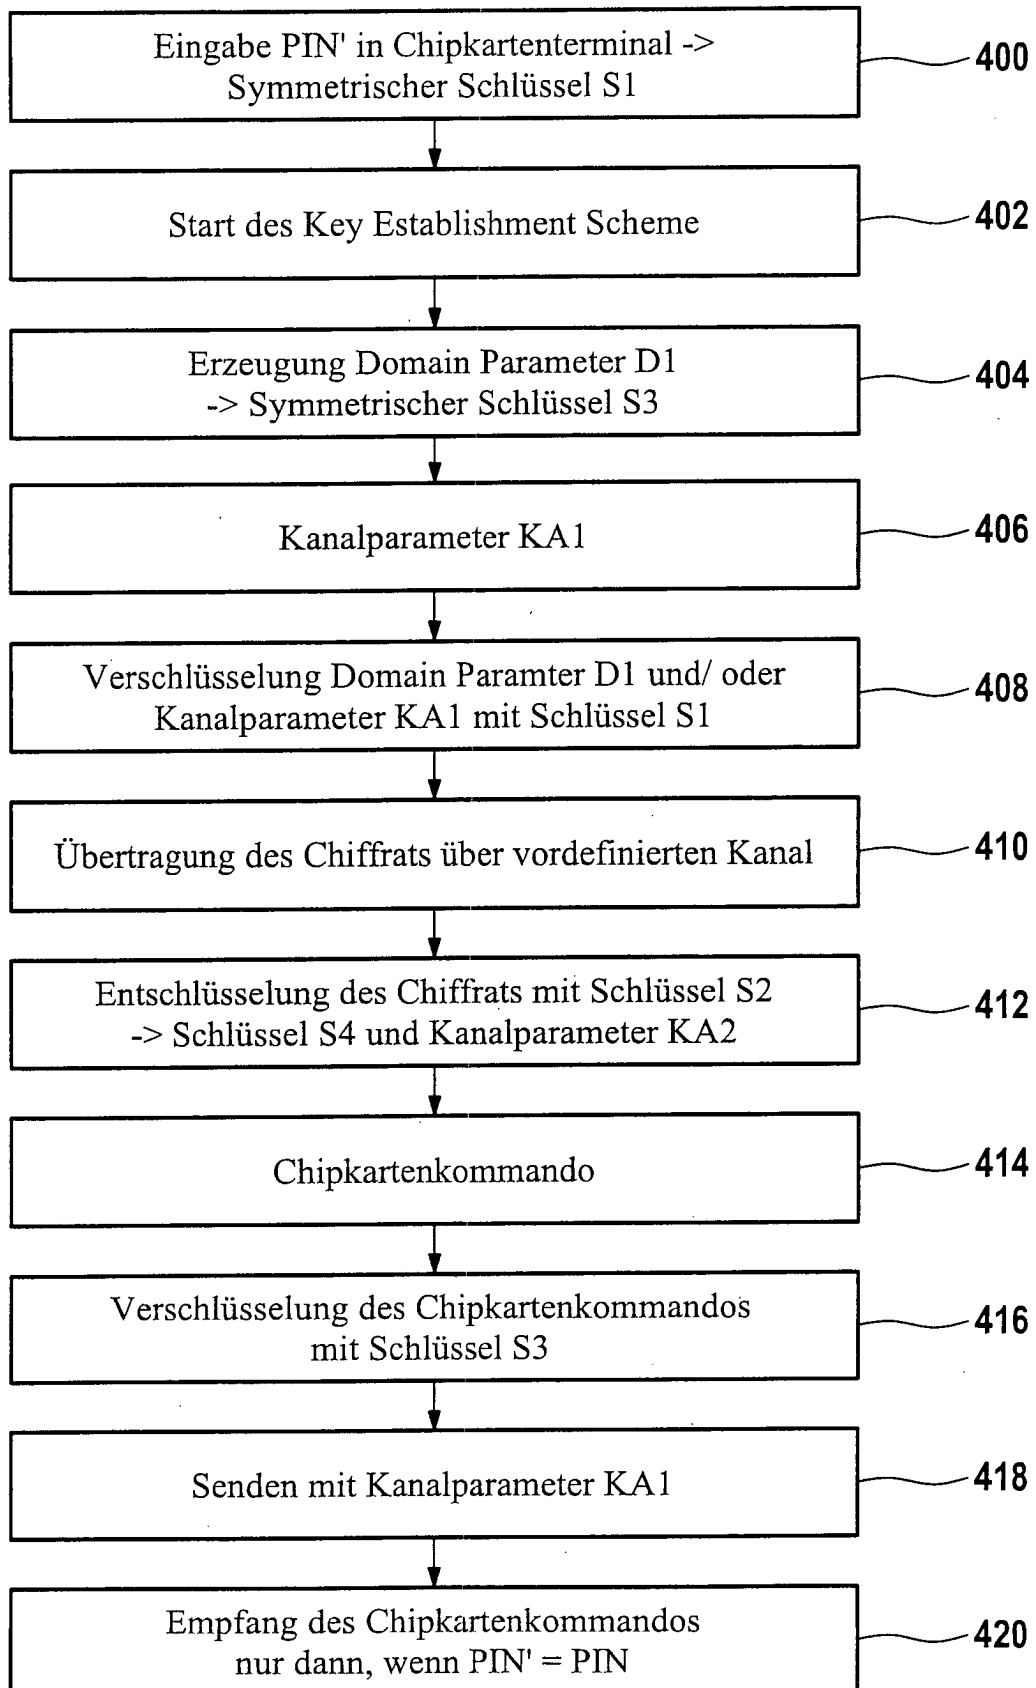 Eingabe PIN' in Chipkartenterminal ->
Symmetrischer Schlüssel S1
400
Start des Key Establishment Scheme
402
Erzeugung Domain Parameter D1
-> Symmetrischer Schlüssel S3
404
Kanalparameter KA1
406
Verschlüsselung Domain Paramter D1 und/ oder
Kanalparameter KA1 mit Schlüssel S1
408
Übertragung des Chiffrats über vordefinierten Kanal
410
Entschlüsselung des Chiffrats mit Schlüssel S2
-> Schlüssel S4 und Kanalparameter KA2
412
Chipkartenkommando
414
Verschlüsselung des Chipkartenkommandos
mit Schlüssel S3
416
Senden mit Kanalparameter KA1
418
Empfang des Chipkartenkommandos
nur dann, wenn PIN' = PIN
420